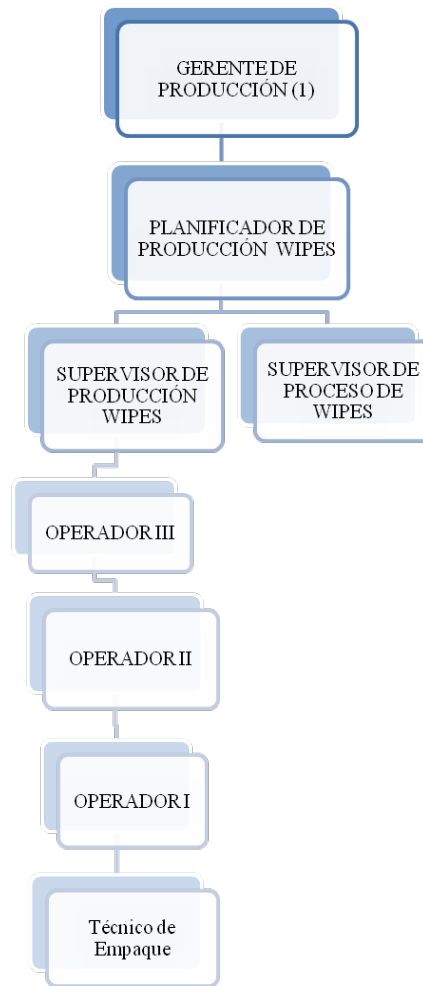 GERENTE DE
PRODUCCIÓN (1)
PLANIFICADOR DE
PRODUCCIÓN WIPES
SUPERVISOR DE
PRODUCCIÓN
WIPES
SUPERVISOR DE
PROCESO DE
WIPES
OPERADOR III
OPERADOR II
OPERADOR I
Técnico de
Empaque